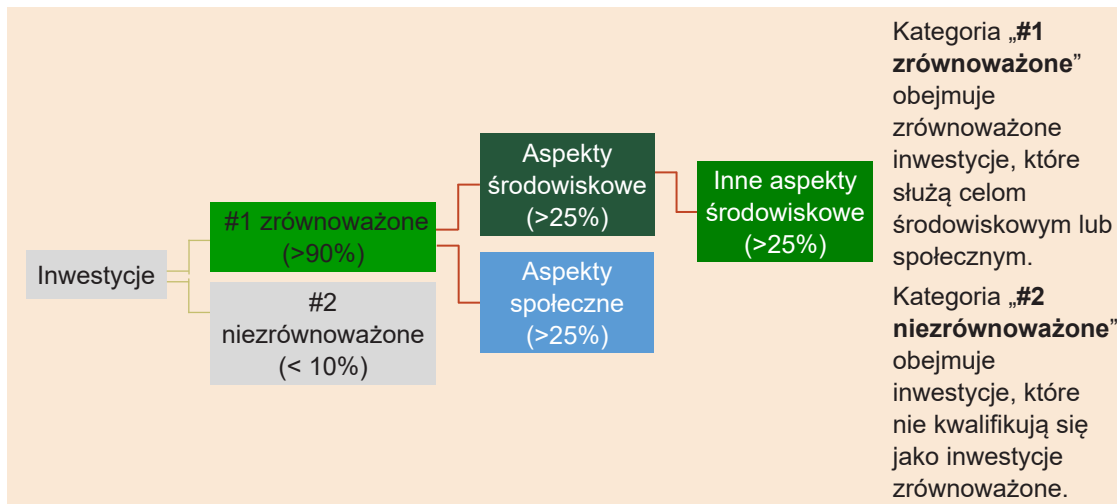 Inwestycje
#1 zrównoważone
(>90%)
#2
niezrównoważone
(< 10%)
Aspekty
środowiskowe
(>25%)
Aspekty
społeczne
(>25%)
Inne aspekty
środowiskowe
(>25%)
Kategoria „#1
zrównoważone”
obejmuje
zrównoważone
inwestycje, które
służą celom
środowiskowym lub
społecznym.
Kategoria „#2
niezrównoważone”
obejmuje
inwestycje, które
nie kwalifikują się
jako inwestycje
zrównoważone.